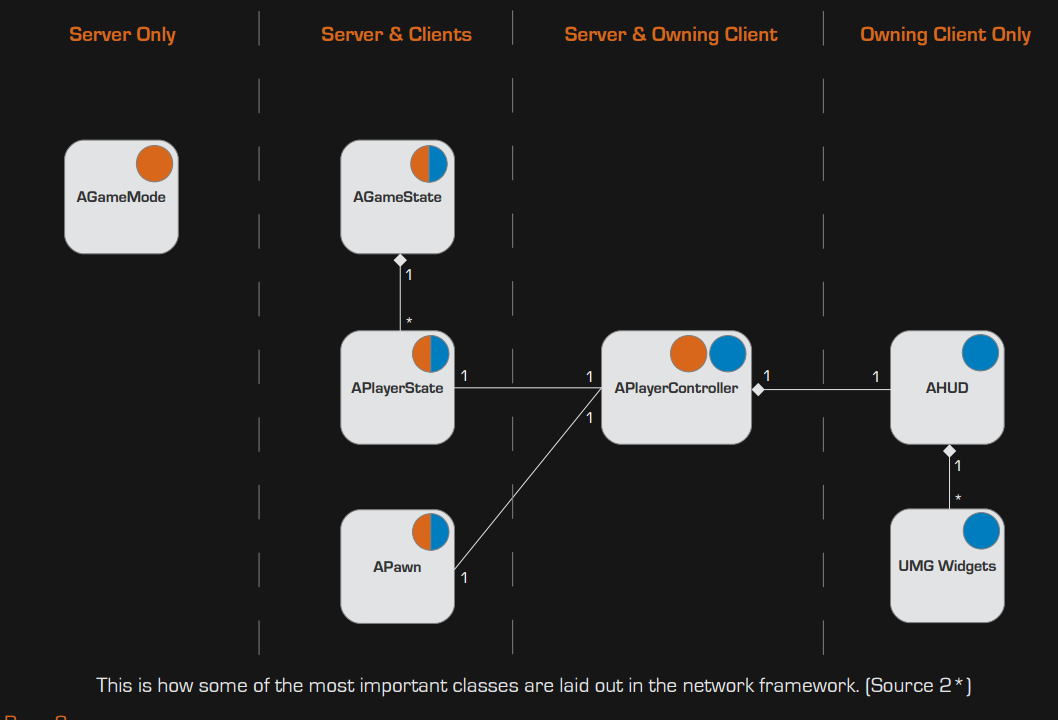 Server Only
Server & Clients
Server & Owning Client
Owning Client Only
AGameMode
AGameState
1
*
APlayerState
1
1
APlayerController
1
1
AHUD
1
1
*
APawn
1
UMG Widgets
This is how some of the most important classes are laid out in the network framework. (Source 2*)